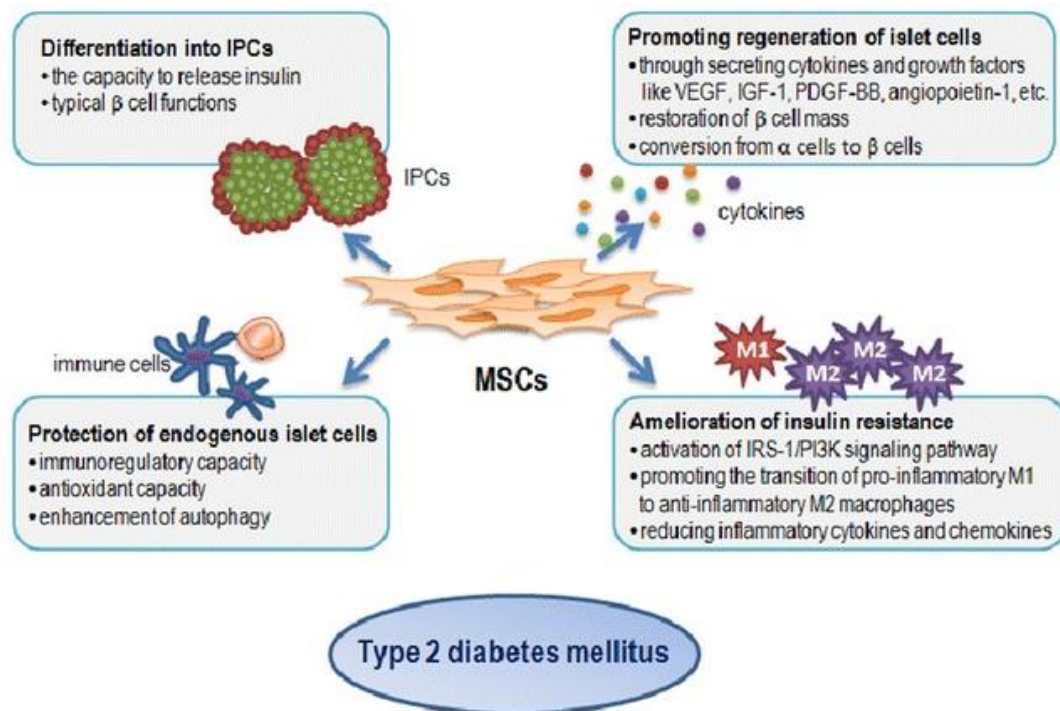 Differentiation into IPCs
• the capacity to release insulin
• typical β cell functions
IPCs
Promoting regeneration of islet cells
• through secreting cytokines and growth factors
like VEGF, IGF-1, PDGF-BB, angiopoietin-1, etc.
• restoration of β cell mass
• conversion from α cells to β cells
cytokines
immune cells
MSCs
M1
M2
M2
M2
Protection of endogenous islet cells
• immunoregulatory capacity
• antioxidant capacity
• enhancement of autophagy
Amelioration of insulin resistance
• activation of IRS-1/PI3K signaling pathway
• promoting the transition of pro-inflammatory M1
to anti-inflammatory M2 macrophages
• reducing inflammatory cytokines and chemokines
Type 2 diabetes mellitus